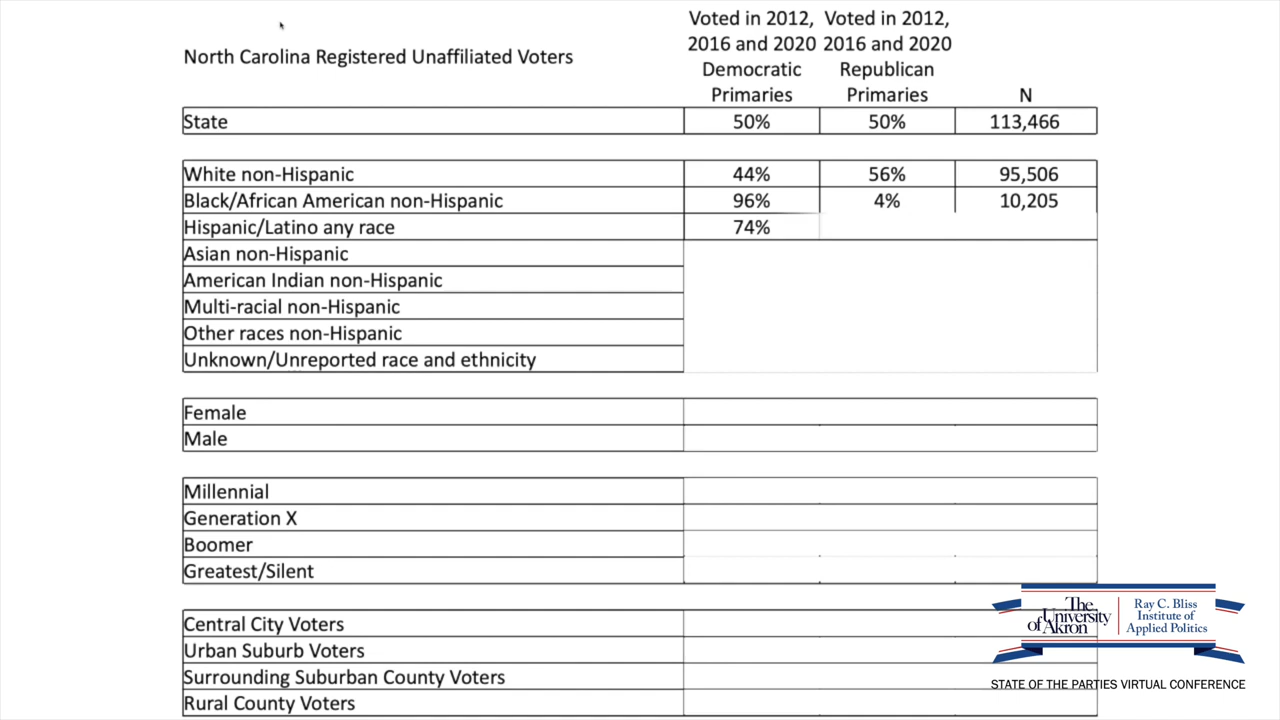 Voted in 2012, Voted in 2012,
2016 and 2020 2016 and 2020
North Carolina Registered Unaffiliated Voters Democratic Republican
Primaries Primaries N
State 50% 50% 113,466
White non-Hispanic 44% 56% 95,506
Black/African American non-Hispanic 96% 4% 10,205
Hispanic/Latino any race 74%
Asian non-Hispanic
American Indian non-Hispanic
Multi-racial non-Hispanic
Other races non-Hispanic
Unknown/Unreported race and ethnicity
Female
Male
Millennial
Generation X
Boomer
Greatest/Silent
Central City Voters
Urban Suburb Voters
Surrounding Suburban County Voters
Rural County Voters
The University of Akron
Ray C. Bliss
Institute of
Applied Politics
STATE OF THE PARTIES VIRTUAL CONFERENCE